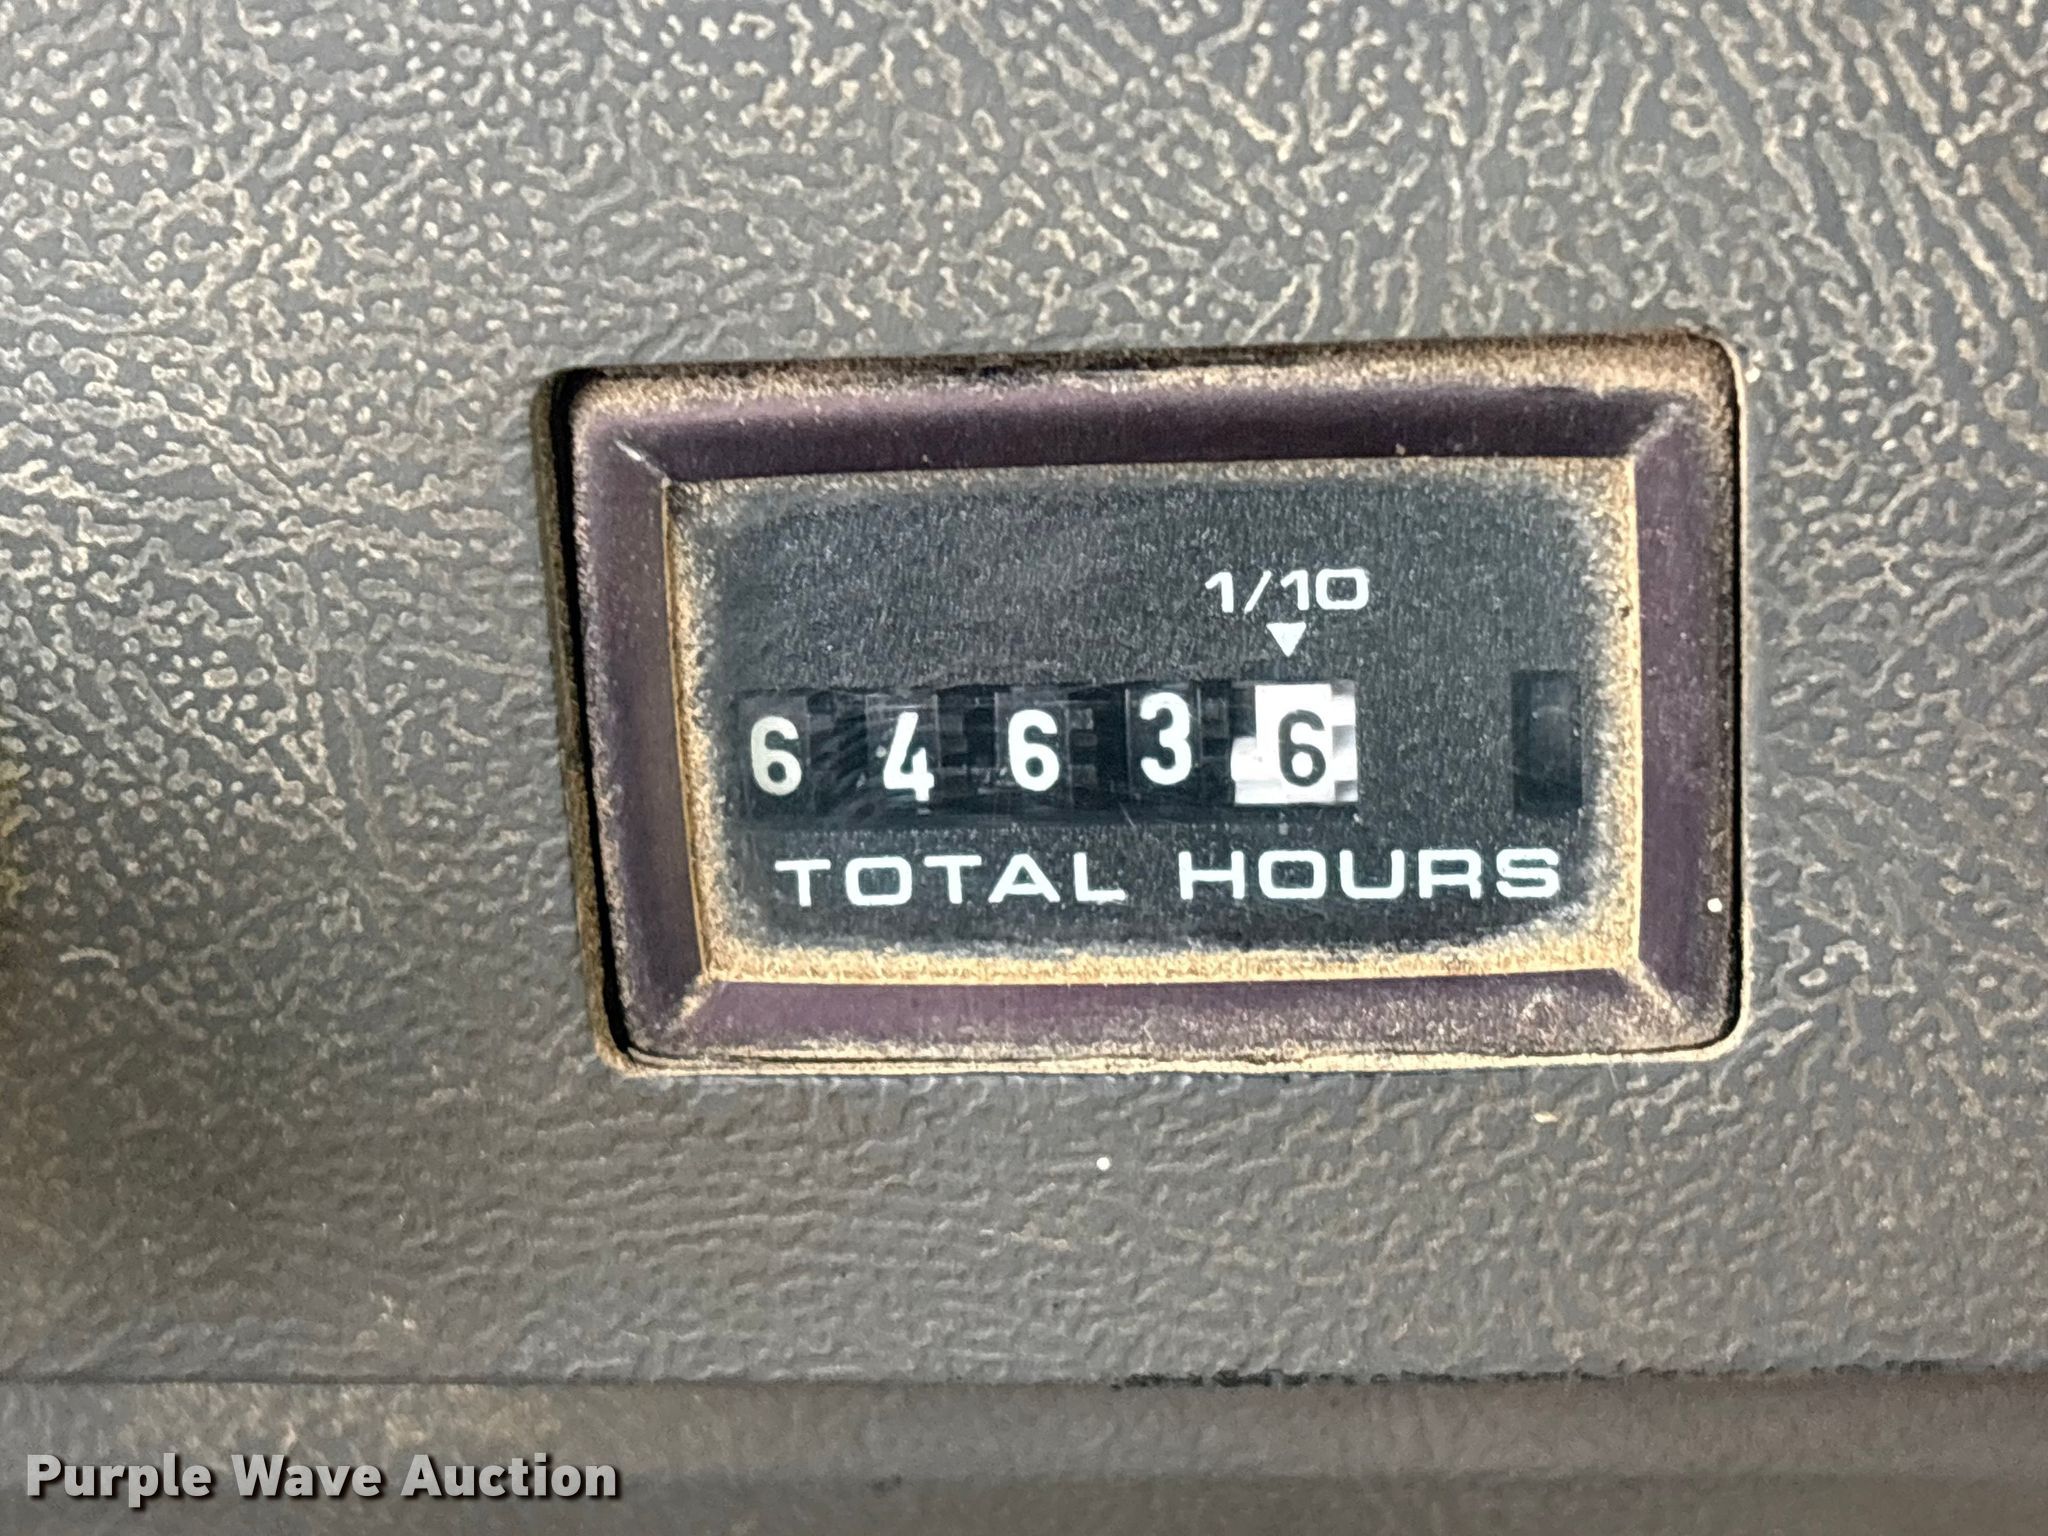 1/10
64636
TOTAL HOURS
Purple Wave Auction